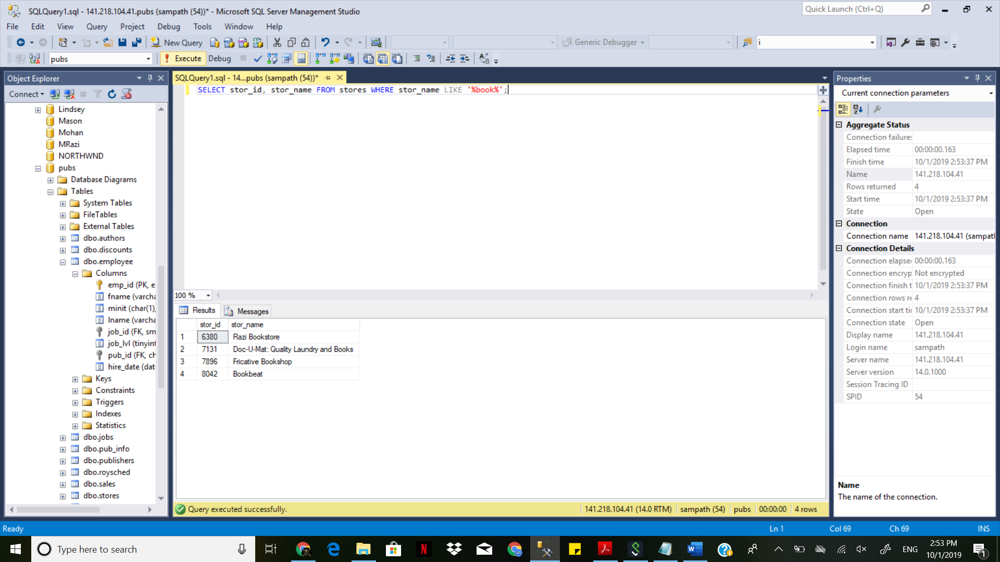 SQLQuery1.sql - 141.218.104.41.pubs (sampath (54))* - Microsoft SQL Server Management Studio
Quick Launch (Ctrl+Q)
File Edit View Query Project Debug Tools Window Help
New Query
Generic Debugger
i
pubs
Execute Debug
Object Explorer
Connect
Lindsey
Mason
Mohan
MRazi
NORTHWND
pubs
Database Diagrams
Tables
System Tables
FileTables
External Tables
dbo.authors
dbo.discounts
dbo.employee
Columns
emp_id (PK, e
fname (varcha
minit (char(1),
lname (varcha
job_id (FK, sm
job_lvl (tinyint
pub_id (FK, ch
hire_date (dat
Keys
Constraints
Triggers
Indexes
Statistics
dbo.jobs
dbo.pub_info
dbo.publishers
dbo.roysched
dbo.sales
dbo.stores
SQLQuery1.sql - 14...pubs (sampath (54))*
SELECT stor_id, stor_name FROM stores WHERE stor_name LIKE '%book%';
100 %
Results Messages
stor_id stor_name
1 6380 Razi Bookstore
2 7131 Doc-U-Mat: Quality Laundry and Books
3 7896 Fricative Bookshop
4 8042 Bookbeat
Query executed successfully.
141.218.104.41 (14.0 RTM) sampath (54) pubs 00:00:00 4 rows
Properties
Current connection parameters
Aggregate Status
Connection failures
Elapsed time 00:00:00.163
Finish time 10/1/2019 2:53:37 PM
Name 141.218.104.41
Rows returned 4
Start time 10/1/2019 2:53:37 PM
State Open
Connection
Connection name 141.218.104.41 (sampatl
Connection Details
Connection elapse 00:00:00.163
Connection encryp Not encrypted
Connection finish t 10/1/2019 2:53:37 PM
Connection rows re 4
Connection start tii 10/1/2019 2:53:37 PM
Connection state Open
Display name 141.218.104.41
Login name sampath
Server name 141.218.104.41
Server version 14.0.1000
Session Tracing ID
SPID 54
Name
The name of the connection.
Ready
Ln 1 Col 69 Ch 69 INS
Type here to search
ENG
2:53 PM
10/1/2019
1